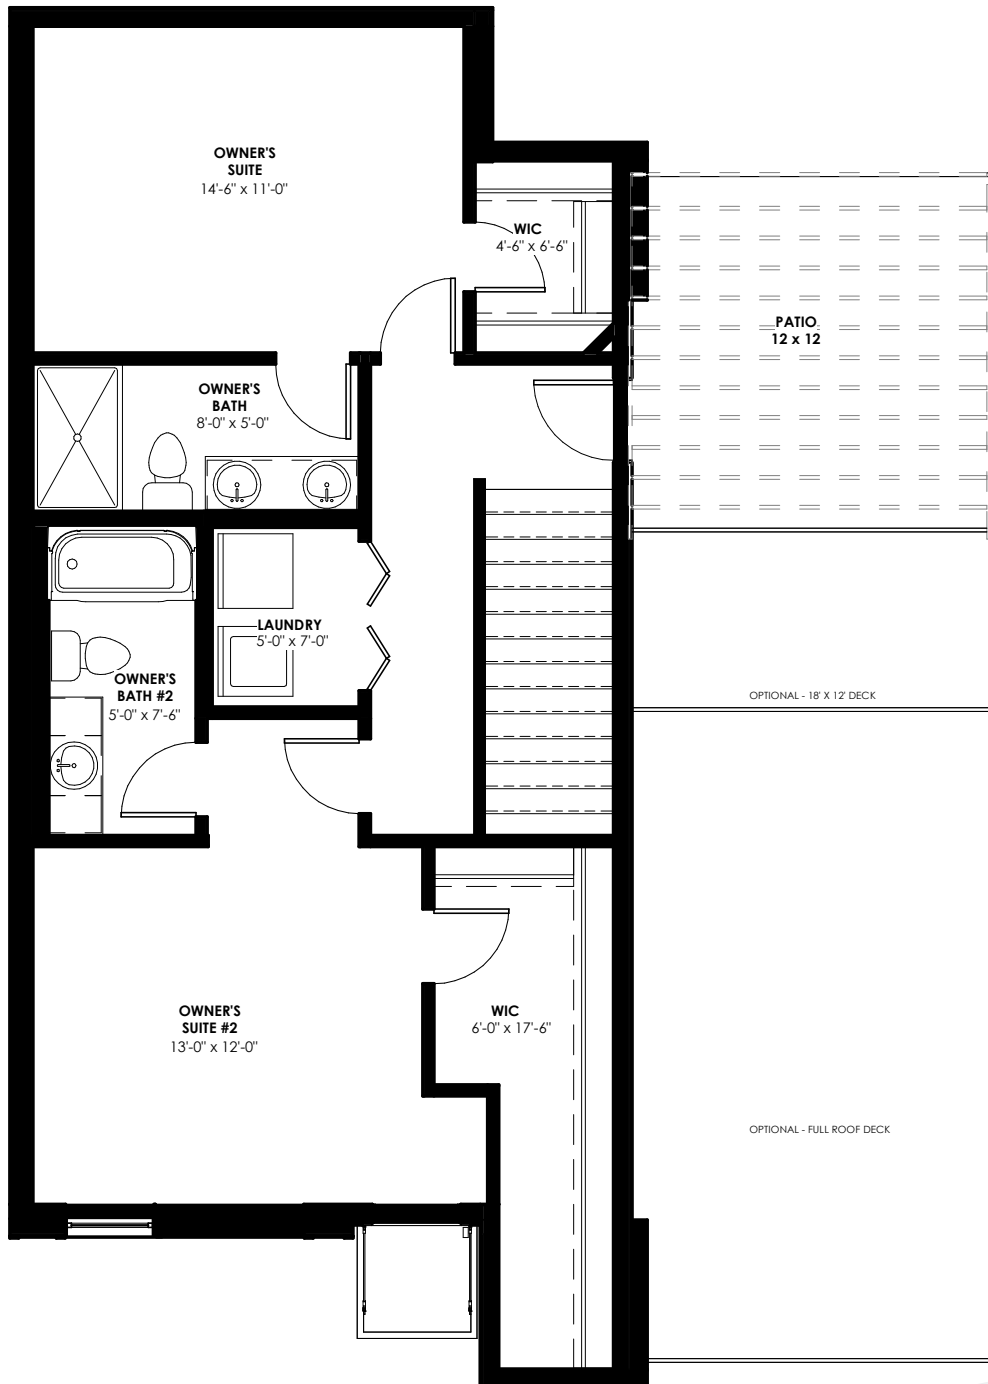 OWNER'S
SUITE
14'-6" x 11'-0"
WIC
4'-6" x 6'-6"
PATIO
12 x 12
OWNER'S
BATH
8'-0" x 5'-0"
LAUNDRY
5'-0" x 7'-0"
OWNER'S
BATH #2
5'-0" x 7'-6"
OPTIONAL - 18' X 12' DECK
OWNER'S
SUITE #2
13'-0" x 12'-0"
WIC
6'-0" x 17'-6"
OPTIONAL - FULL ROOF DECK